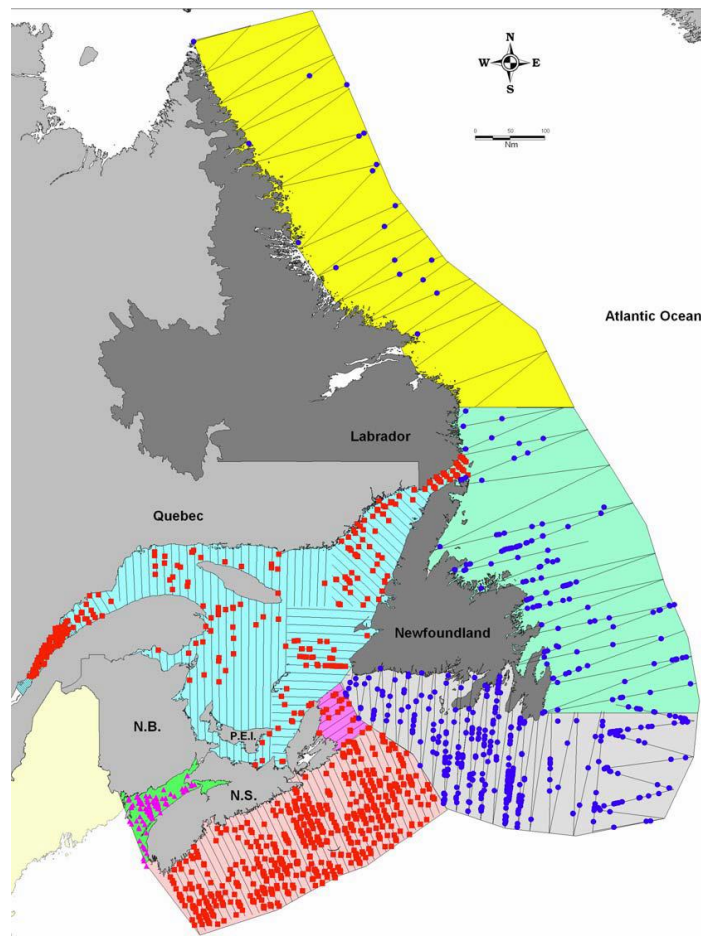 N
W E
S
0 50 100
Nm
Atlantic Ocean
Labrador
Quebec
Newfoundland
N.B.
P.E.I.
N.S.